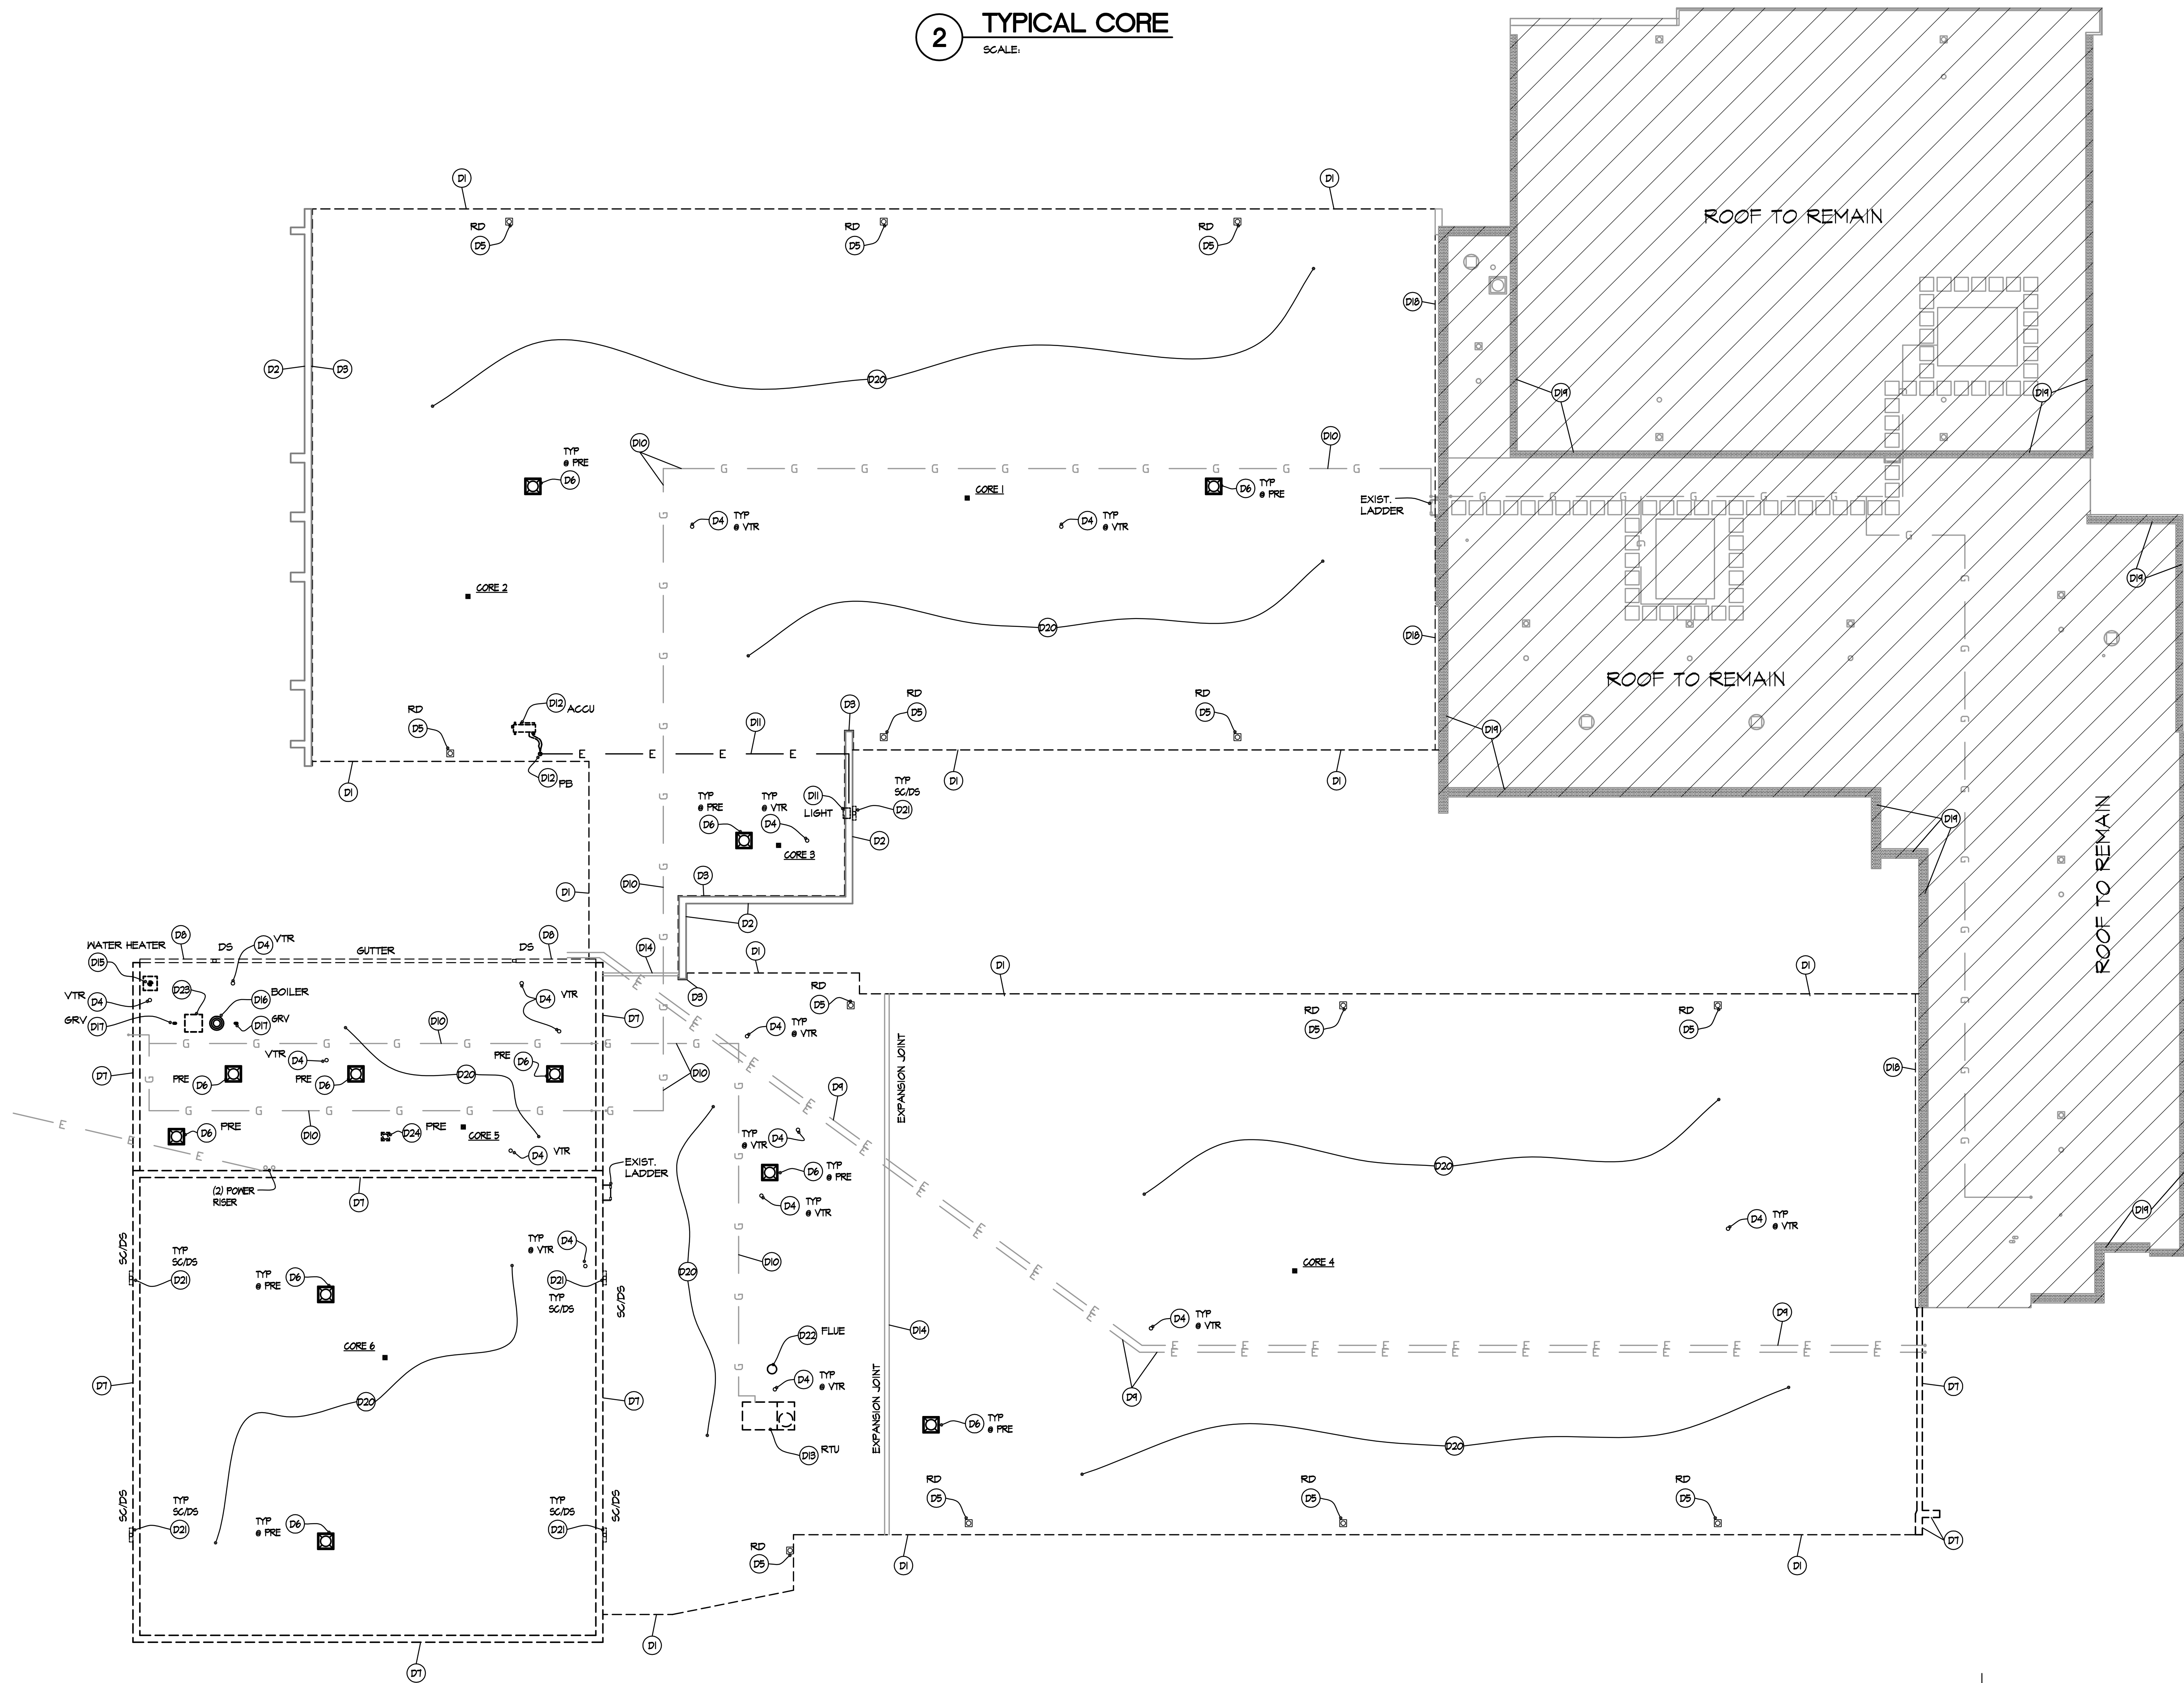 2
TYPICAL CORE
SCALE:
D1
D1
RD
D5
RD
D5
RD
D5
ROOF TO REMAIN
D18
D2
D3
D20
D19
D19
D10
D10
TYP
@ PRE
D6
CORE 1
D6
TYP
@ PRE
EXIST.
LADDER
D4
TYP
@ VTR
D4
TYP
@ VTR
G G G G G G G G G G
G G G G G G
G
D19
CORE 2
D20
D18
ROOF TO REMAIN
RD
D5
D12
ACCU
D12
PB
D11
E E E E
D3
RD
D5
RD
D5
D19
D1
D1
D1
TYP
@ PRE
D6
TYP
@ VTR
D4
D11
LIGHT
TYP
SC/DS
D21
D2
CORE 3
D19
ROOF TO REMAIN
D1
D10
D3
D2
WATER HEATER
D15
D8
DS
D4
VTR
GUTTER
DS
D8
D14
D1
D3
D1
D1
VTR
D4
GRV
D17
D23
D16
BOILER
D17
GRV
D4
VTR
D7
RD
D5
RD
D5
RD
D5
D10
D4
TYP
@ VTR
EXPANSION JOINT
D7
VTR
D4
PRE
D6
PRE
D6
D20
PRE
D6
D10
D9
D18
D6
PRE
D10
D24
PRE
CORE 5
D4
VTR
TYP
@ VTR
D4
D20
EXIST.
LADDER
D6
TYP
@ PRE
(2) POWER
RISER
D7
D4
TYP
@ VTR
D19
D4
TYP
@ VTR
SC/DS
TYP
SC/DS
D21
TYP
@ PRE
D6
TYP
@ VTR
D4
D21
TYP
SC/DS
SC/DS
D20
D10
CORE 4
D9
CORE 6
D22
FLUE
D14
D4
TYP
@ VTR
D4
TYP
@ VTR
D9
D7
D20
D7
D7
EXPANSION JOINT
D6
TYP
@ PRE
D13
RTU
D20
SC/DS
TYP
SC/DS
D21
TYP
@ PRE
D6
TYP
SC/DS
D21
SC/DS
RD
D5
RD
D5
RD
D5
RD
D5
D1
D1
D7
D1
D7